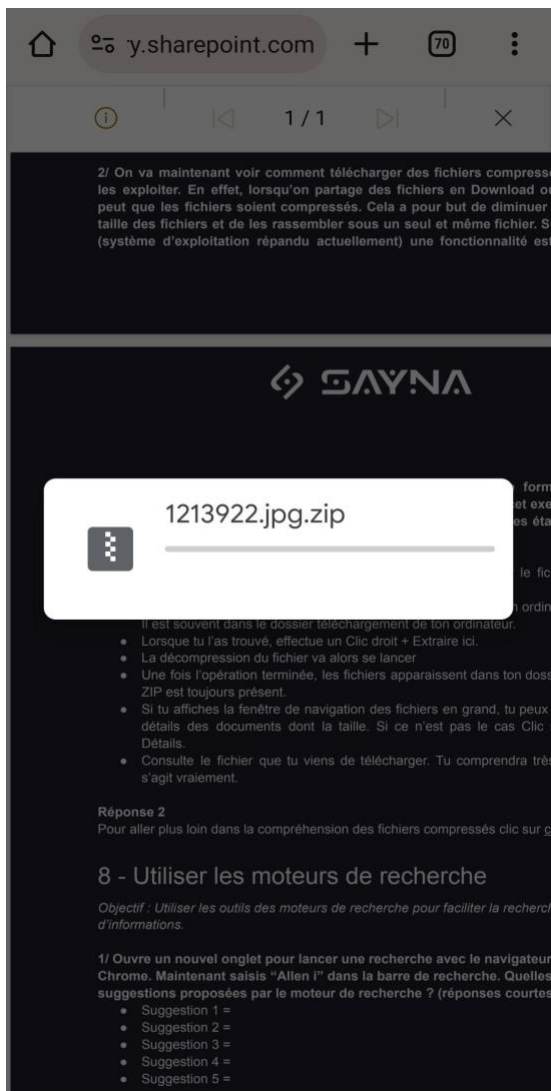 y.sharepoint.com
70
1 / 1
2/ On va maintenant voir comment télécharger des fichiers compress
les exploiter. En effet, lorsqu'on partage des fichiers en Download o
peut que les fichiers soient compressés. Cela a pour but de diminuer
taille des fichiers et de les rassembler sous un seul et même fichier. S
(système d'exploitation répandu actuellement) une fonctionnalité est
SAYNA
form
et exe
es éta
1213922.jpg.zip
le fic
ordin
Il est souvent dans le dossier téléchargement de ton ordinateur.
● Lorsque tu l'as trouvé, effectue un Clic droit + Extraire ici.
● La décompression du fichier va alors se lancer
● Une fois l'opération terminée, les fichiers apparaissent dans ton doss
ZIP est toujours présent.
● Si tu affiches la fenêtre de navigation des fichiers en grand, tu peux
détails des documents dont la taille. Si ce n'est pas le cas Clic
Détails.
● Consulte le fichier que tu viens de télécharger. Tu comprendra trè
s'agit vraiement.
Réponse 2
Pour aller plus loin dans la compréhension des fichiers compressés clic sur
8 - Utiliser les moteurs de recherche
Objectif : Utiliser les outils des moteurs de recherche pour faciliter la recherch
d'informations.
1/ Ouvre un nouvel onglet pour lancer une recherche avec le navigateur
Chrome. Maintenant saisis “Allen i” dans la barre de recherche. Quelles
suggestions proposées par le moteur de recherche ? (réponses courtes
● Suggestion 1 =
● Suggestion 2 =
● Suggestion 3 =
● Suggestion 4 =
● Suggestion 5 =